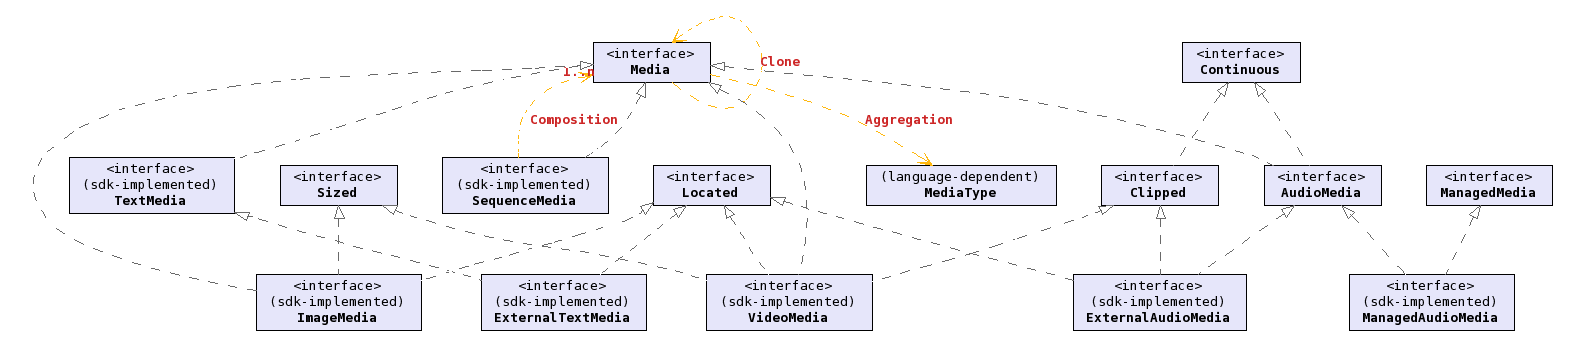 <interface>
Media
<interface>
Continuous
1..n
Clone
Composition
Aggregation
<interface>
(sdk-implemented)
TextMedia
<interface>
Sized
<interface>
(sdk-implemented)
SequenceMedia
<interface>
Located
(language-dependent)
MediaType
<interface>
Clipped
<interface>
AudioMedia
<interface>
ManagedMedia
<interface>
(sdk-implemented)
ImageMedia
<interface>
(sdk-implemented)
ExternalTextMedia
<interface>
(sdk-implemented)
VideoMedia
<interface>
(sdk-implemented)
ExternalAudioMedia
<interface>
(sdk-implemented)
ManagedAudioMedia